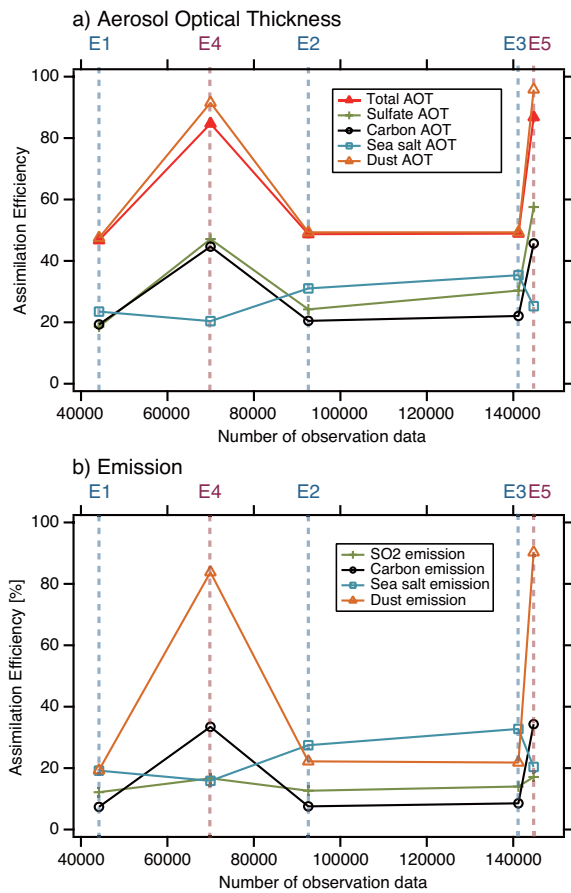 a) Aerosol Optical Thickness
E1 E4 E2 E3 E5
100
80
60
40
20
0
Assimilation Efficiency
Total AOT
Sulfate AOT
Carbon AOT
Sea salt AOT
Dust AOT
40000 60000 80000 100000 120000 140000
Number of observation data
b) Emission
E1 E4 E2 E3 E5
100
80
60
40
20
0
Assimilation Efficiency [%]
SO2 emission
Carbon emission
Sea salt emission
Dust emission
40000 60000 80000 100000 120000 140000
Number of observation data